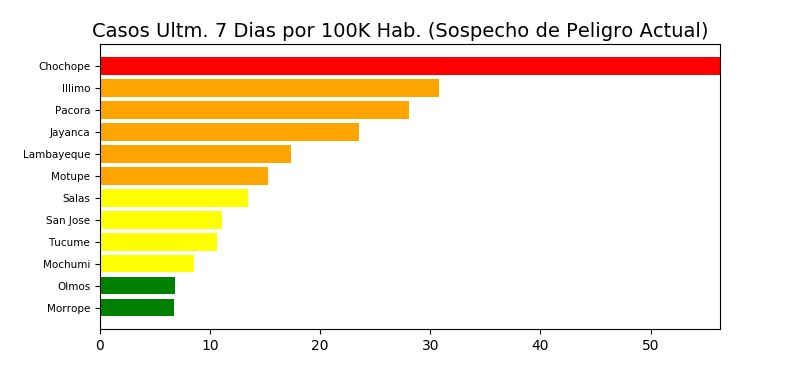 Casos Ultm. 7 Dias por 100K Hab. (Sospecho de Peligro Actual)
Chochope
Illimo
Pacora
Jayanca
Lambayeque
Motupe
Salas
San Jose
Tucume
Mochumi
Olmos
Morrope
0 10 20 30 40 50